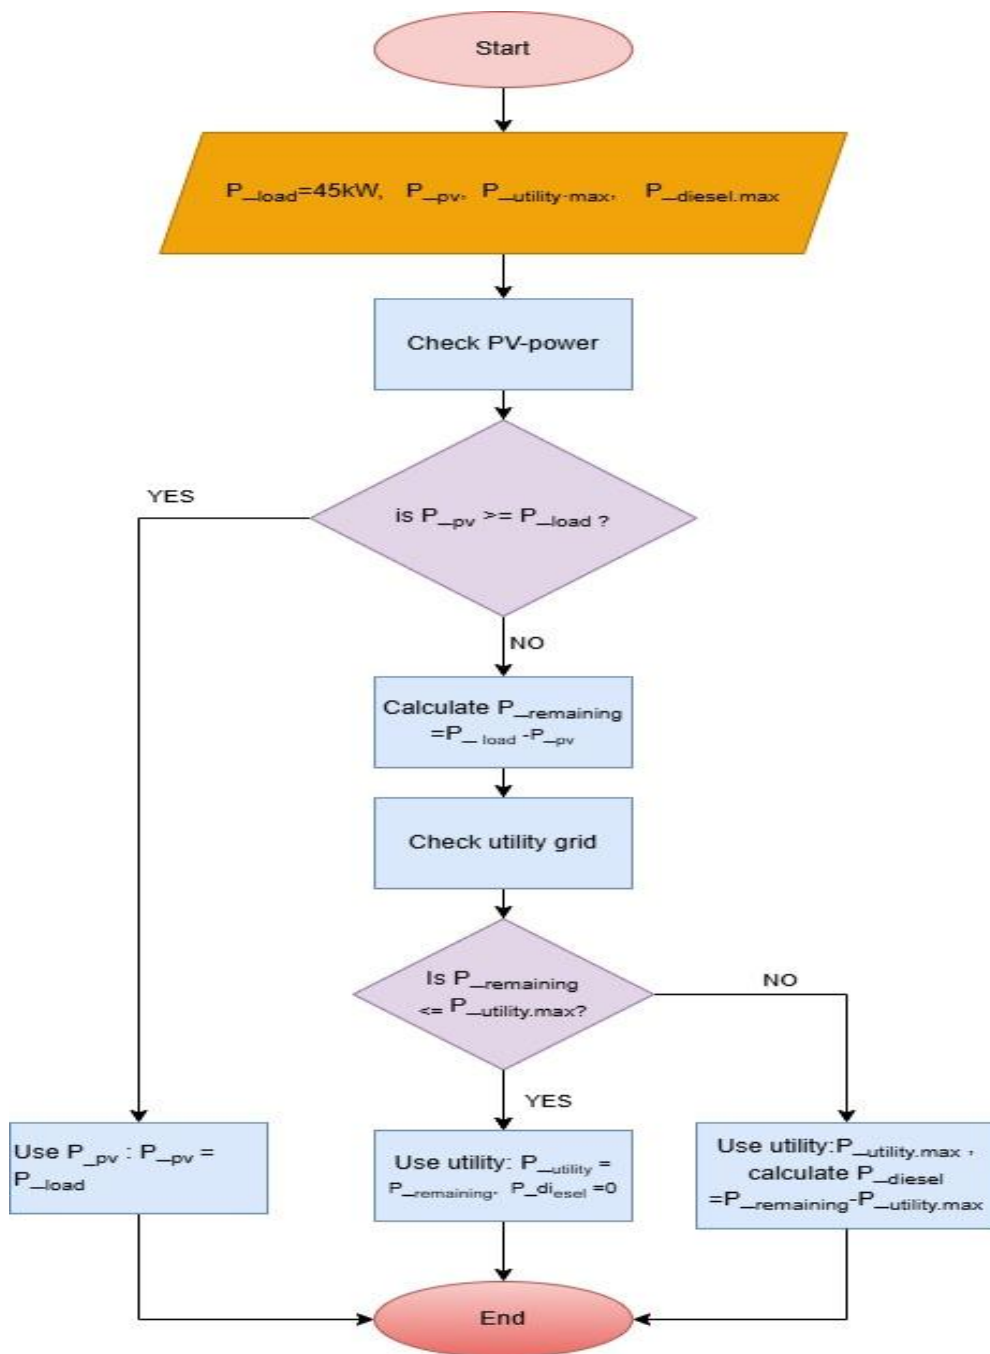 Start
P_load=45kW, P_pv, P_utility.max, P_diesel.max
Check PV-power
YES
is P_pv >= P_load ?
NO
Calculate P_remaining
=P_ load -P_pv
Check utility grid
Is P_remaining
<= P_utility.max?
NO
YES
Use P_pv : P_pv =
P_load
Use utility: P_utility =
P_remaining, P_diesel =0
Use utility:P_utility.max ,
calculate P_diesel
=P_remaining-P_utility.max
End